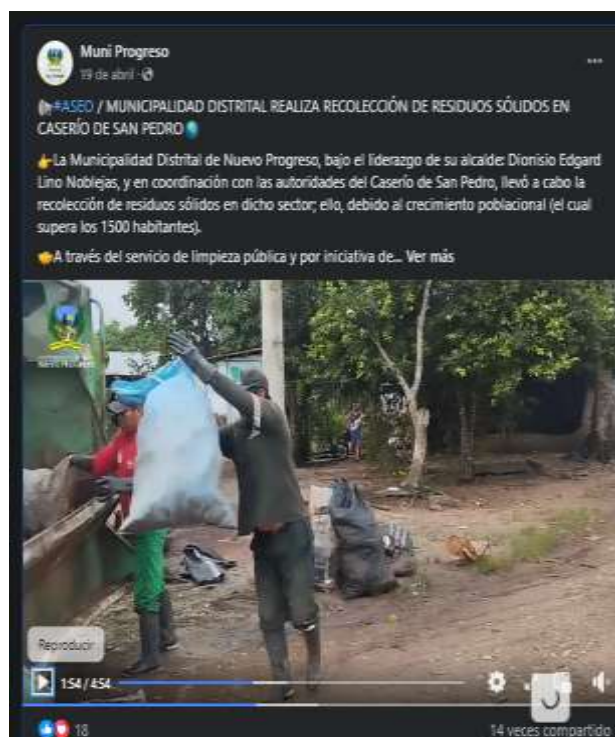 Muni Progreso
19 de abril
#ASEO / MUNICIPALIDAD DISTRITAL REALIZA RECOLECCIÓN DE RESIDUOS SÓLIDOS EN
CASERÍO DE SAN PEDRO
La Municipalidad Distrital de Nuevo Progreso, bajo el liderazgo de su alcalde: Dionisio Edgard
Lino Noblejas, y en coordinación con las autoridades del Caserío de San Pedro, llevó a cabo la
recolección de residuos sólidos en dicho sector; ello, debido al crecimiento poblacional (el cual
supera los 1500 habitantes).
A través del servicio de limpieza pública y por iniciativa de... Ver más
Reproducir
1:54 / 4:54
18
14 veces compartido